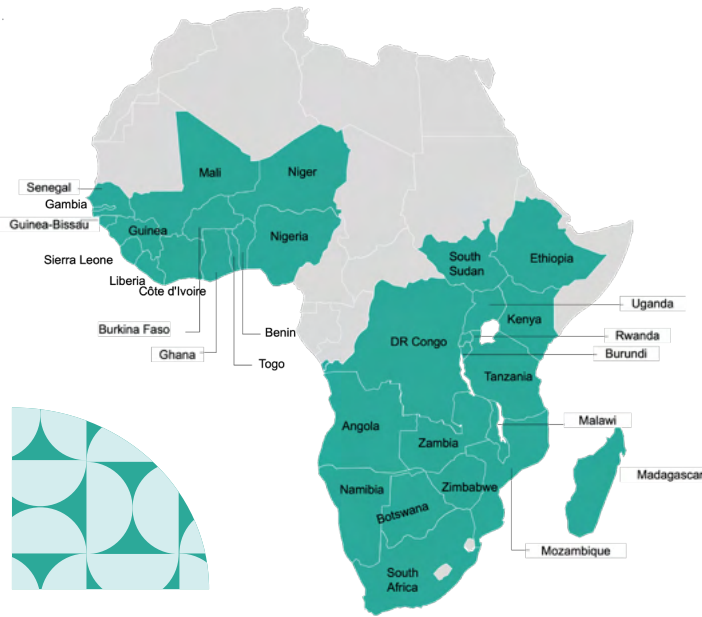 Mali
Niger
Senegal
Gambia
Guinea-Bissau
Guinea
Nigeria
Sierra Leone
Liberia
Côte d'Ivoire
Burkina Faso
Ghana
Benin
Togo
South
Sudan
Ethiopia
Uganda
Kenya
Rwanda
Burundi
DR Congo
Tanzania
Malawi
Angola
Zambia
Madagascar
Namibia
Zimbabwe
Botswana
Mozambique
South
Africa